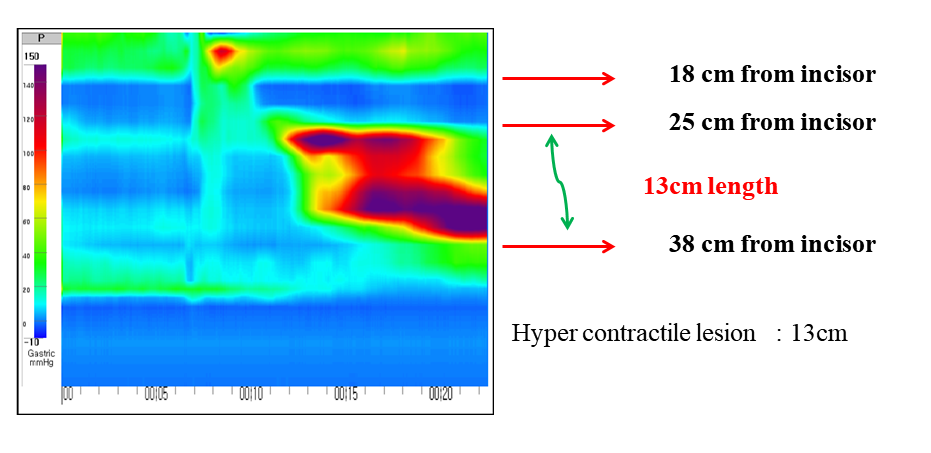 P
150
140
120
100
80
60
40
20
0
-10
Gastric
mmHg
00
00|05
00|10
00|15
00|20
18 cm from incisor
25 cm from incisor
13cm length
38 cm from incisor
Hyper contractile lesion : 13cm